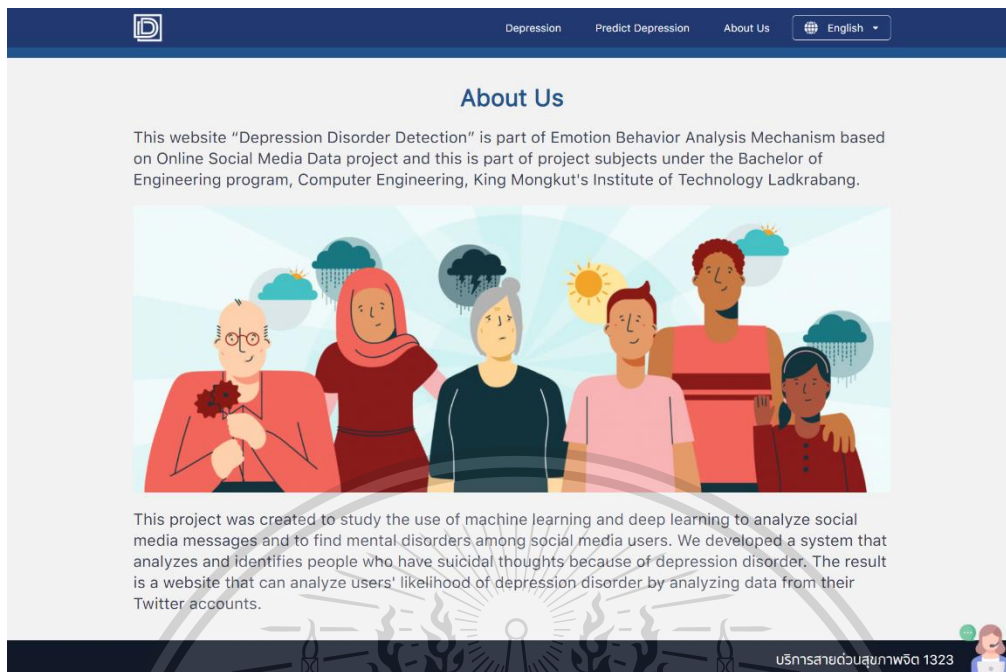 Depression Predict Depression About Us English
About Us
This website “Depression Disorder Detection” is part of Emotion Behavior Analysis Mechanism based
on Online Social Media Data project and this is part of project subjects under the Bachelor of
Engineering program, Computer Engineering, King Mongkut's Institute of Technology Ladkrabang.
This project was created to study the use of machine learning and deep learning to analyze social
media messages and to find mental disorders among social media users. We developed a system that
analyzes and identifies people who have suicidal thoughts because of depression disorder. The result
is a website that can analyze users' likelihood of depression disorder by analyzing data from their
Twitter accounts.
บริการสายด่วนสุขภาพจิต 1323